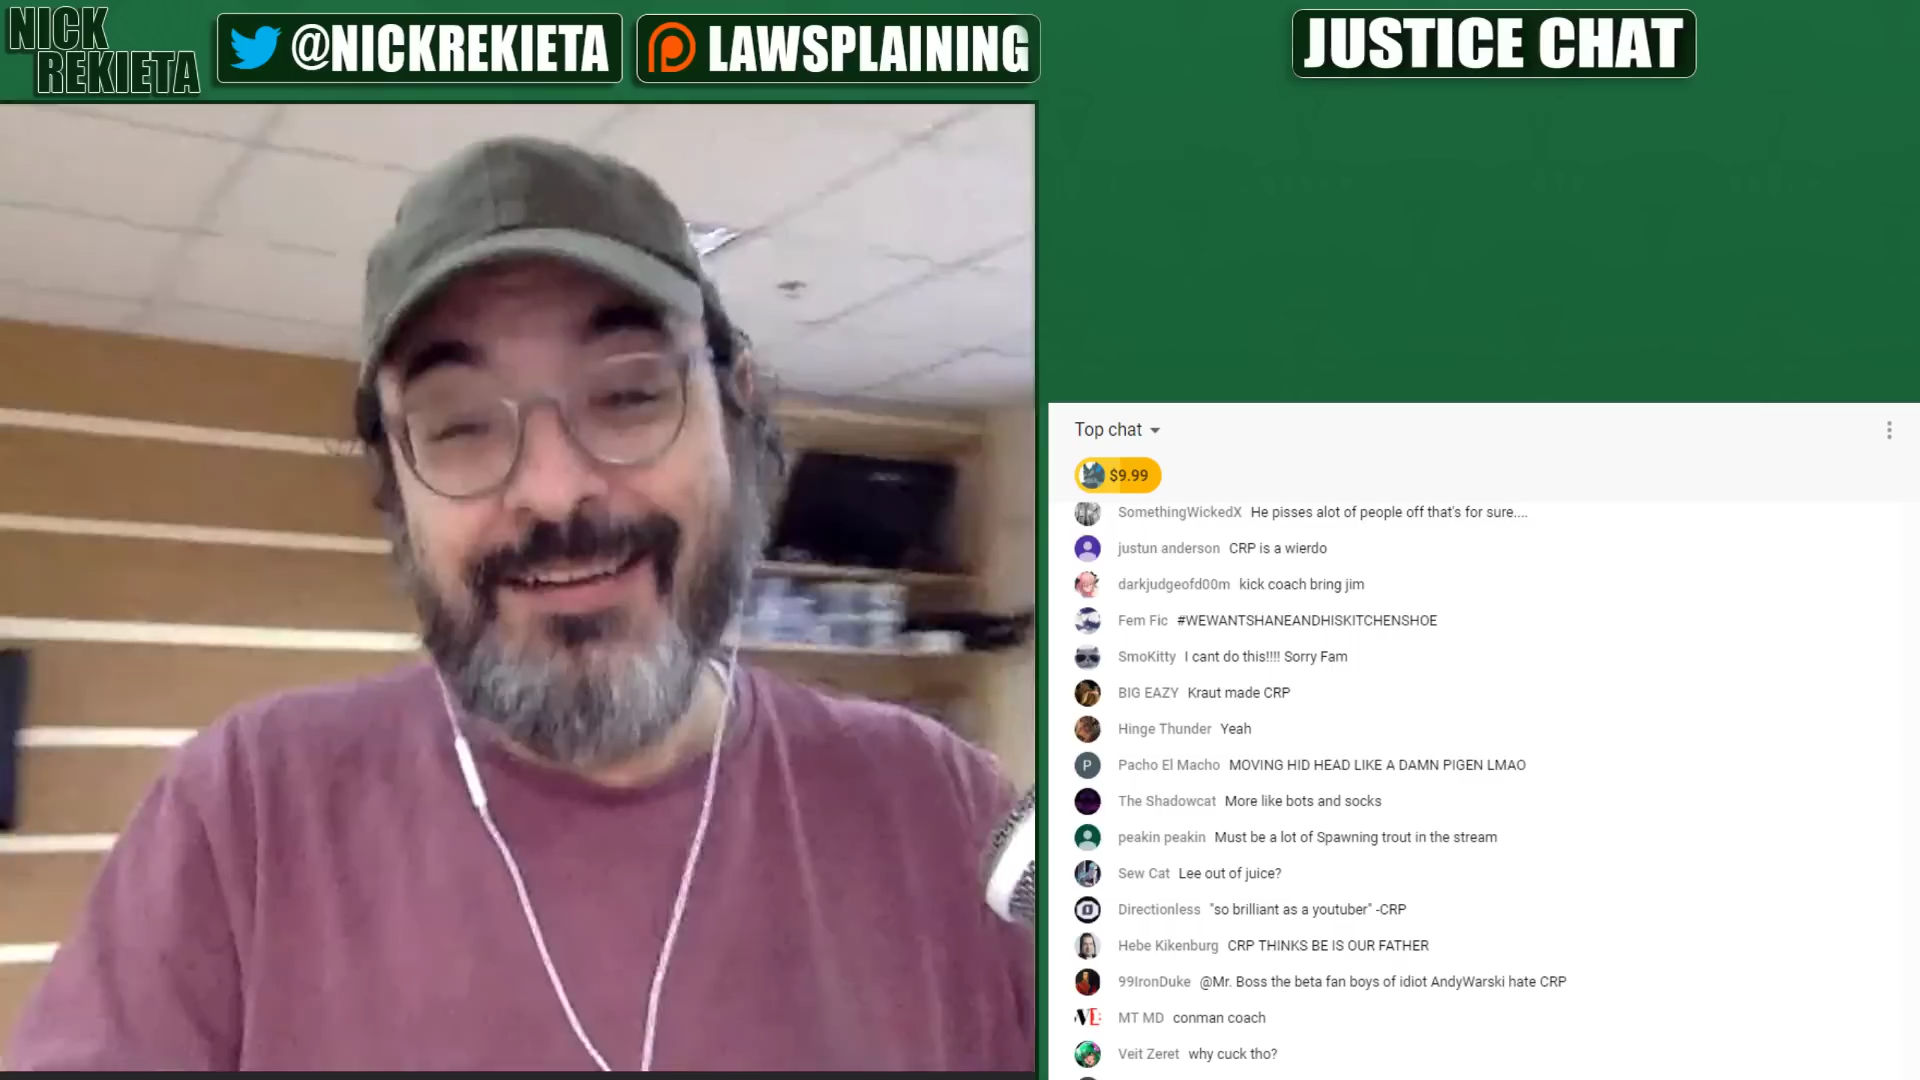 NICK
REKIETA
@NICKREKIETA
LAWSPLAINING
JUSTICE CHAT
Top chat
$9.99
SomethingWickedX He pisses alot of people off that's for sure....
justun anderson CRP is a wierdo
darkjudgeofd00m kick coach bring jim
Fem Fic #WEWANTSHANEANDHISKITCHENSHOE
SmoKitty I cant do this!!!! Sorry Fam
BIG EAZY Kraut made CRP
Hinge Thunder Yeah
P Pacho El Macho MOVING HID HEAD LIKE A DAMN PIGEN LMAO
The Shadowcat More like bots and socks
peakin peakin Must be a lot of Spawning trout in the stream
Sew Cat Lee out of juice?
Directionless "so brilliant as a youtuber" -CRP
Hebe Kikenburg CRP THINKS BE IS OUR FATHER
99IronDuke @Mr. Boss the beta fan boys of idiot AndyWarski hate CRP
MT MD conman coach
Veit Zeret why cuck tho?